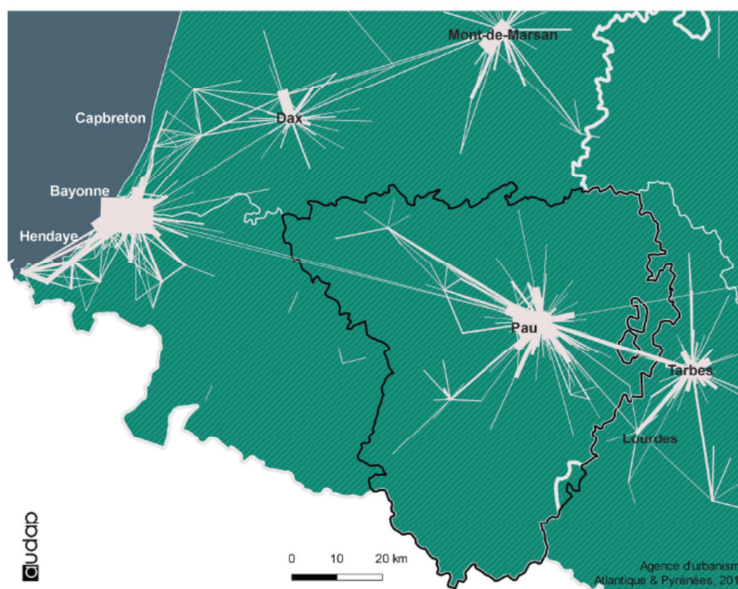 Mont-de-Marsan
Capbreton
Dax
Bayonne
Hendaye
Pau
Tarbes
Lourdes
audap
0 10 20 km
Agence d'urbanism
Atlantique & Pyrénées, 201